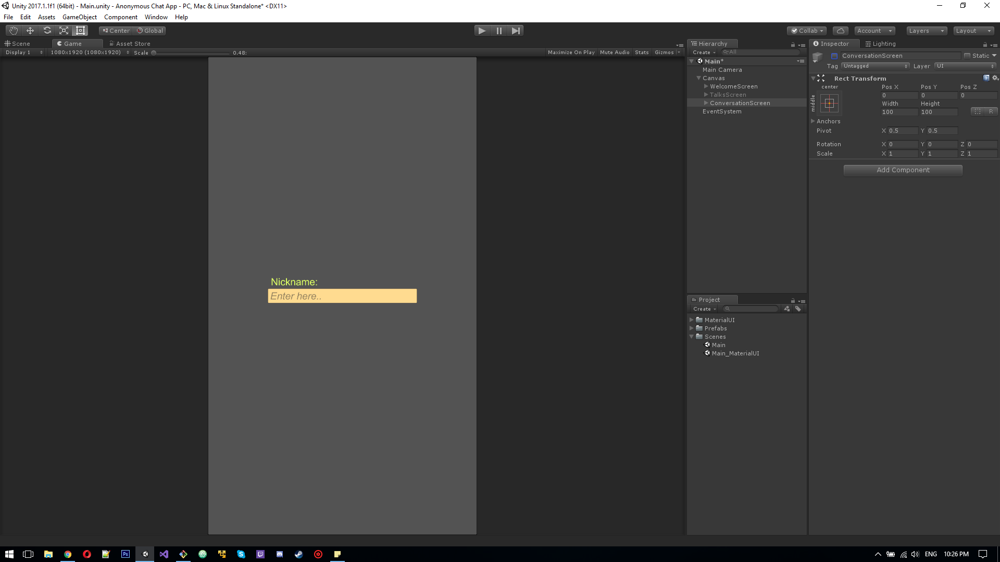 Unity 2017.1.1f1 (64bit) - Main.unity - Anonymous Chat App - PC, Mac & Linux Standalone* <DX11>
File Edit Assets GameObject Component Window Help
Center Global
Collab Account Layers Layout
Scene Game Asset Store
Display 1 1080x1920 (1080x1920) Scale 0.48: Maximize On Play Mute Audio Stats Gizmos
Nickname:
Enter here..
Hierarchy
Create All
Main*
Main Camera
Canvas
WelcomeScreen
TalksScreen
ConversationScreen
EventSystem
Project
Create
MaterialUI
Prefabs
Scenes
Main
Main_MaterialUI
Inspector Lighting
ConversationScreen Static
Tag Untagged Layer UI
Rect Transform
center Pos X Pos Y Pos Z
middle 0 0 0
Width Height
100 100 R
Anchors
Pivot X 0.5 Y 0.5
Rotation X 0 Y 0 Z 0
Scale X 1 Y 1 Z 1
Add Component
Ps ENG 10:26 PM